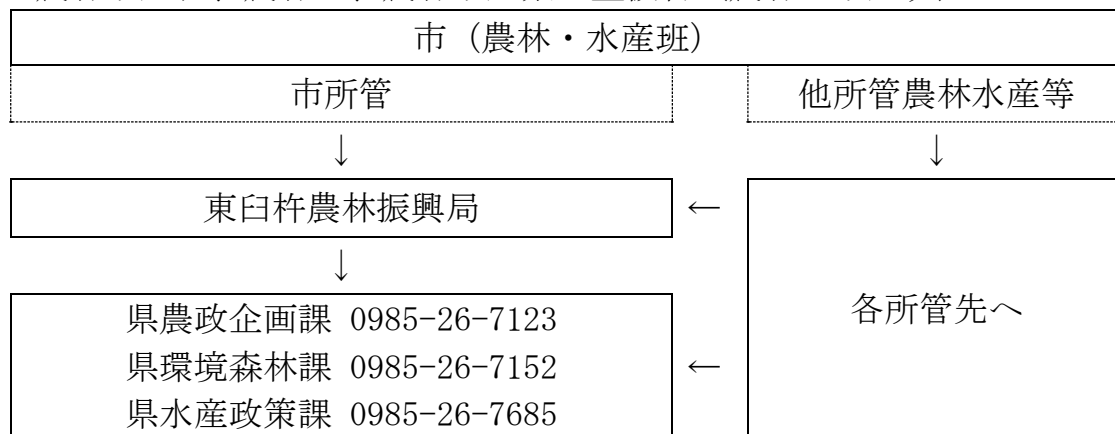 市（農林・水産班）
市所管
他所管農林水産等
↓
↓
東臼杵農林振興局
←
↓
県農政企画課 0985-26-7123
県環境森林課 0985-26-7152
県水産政策課 0985-26-7685
←
各所管先へ